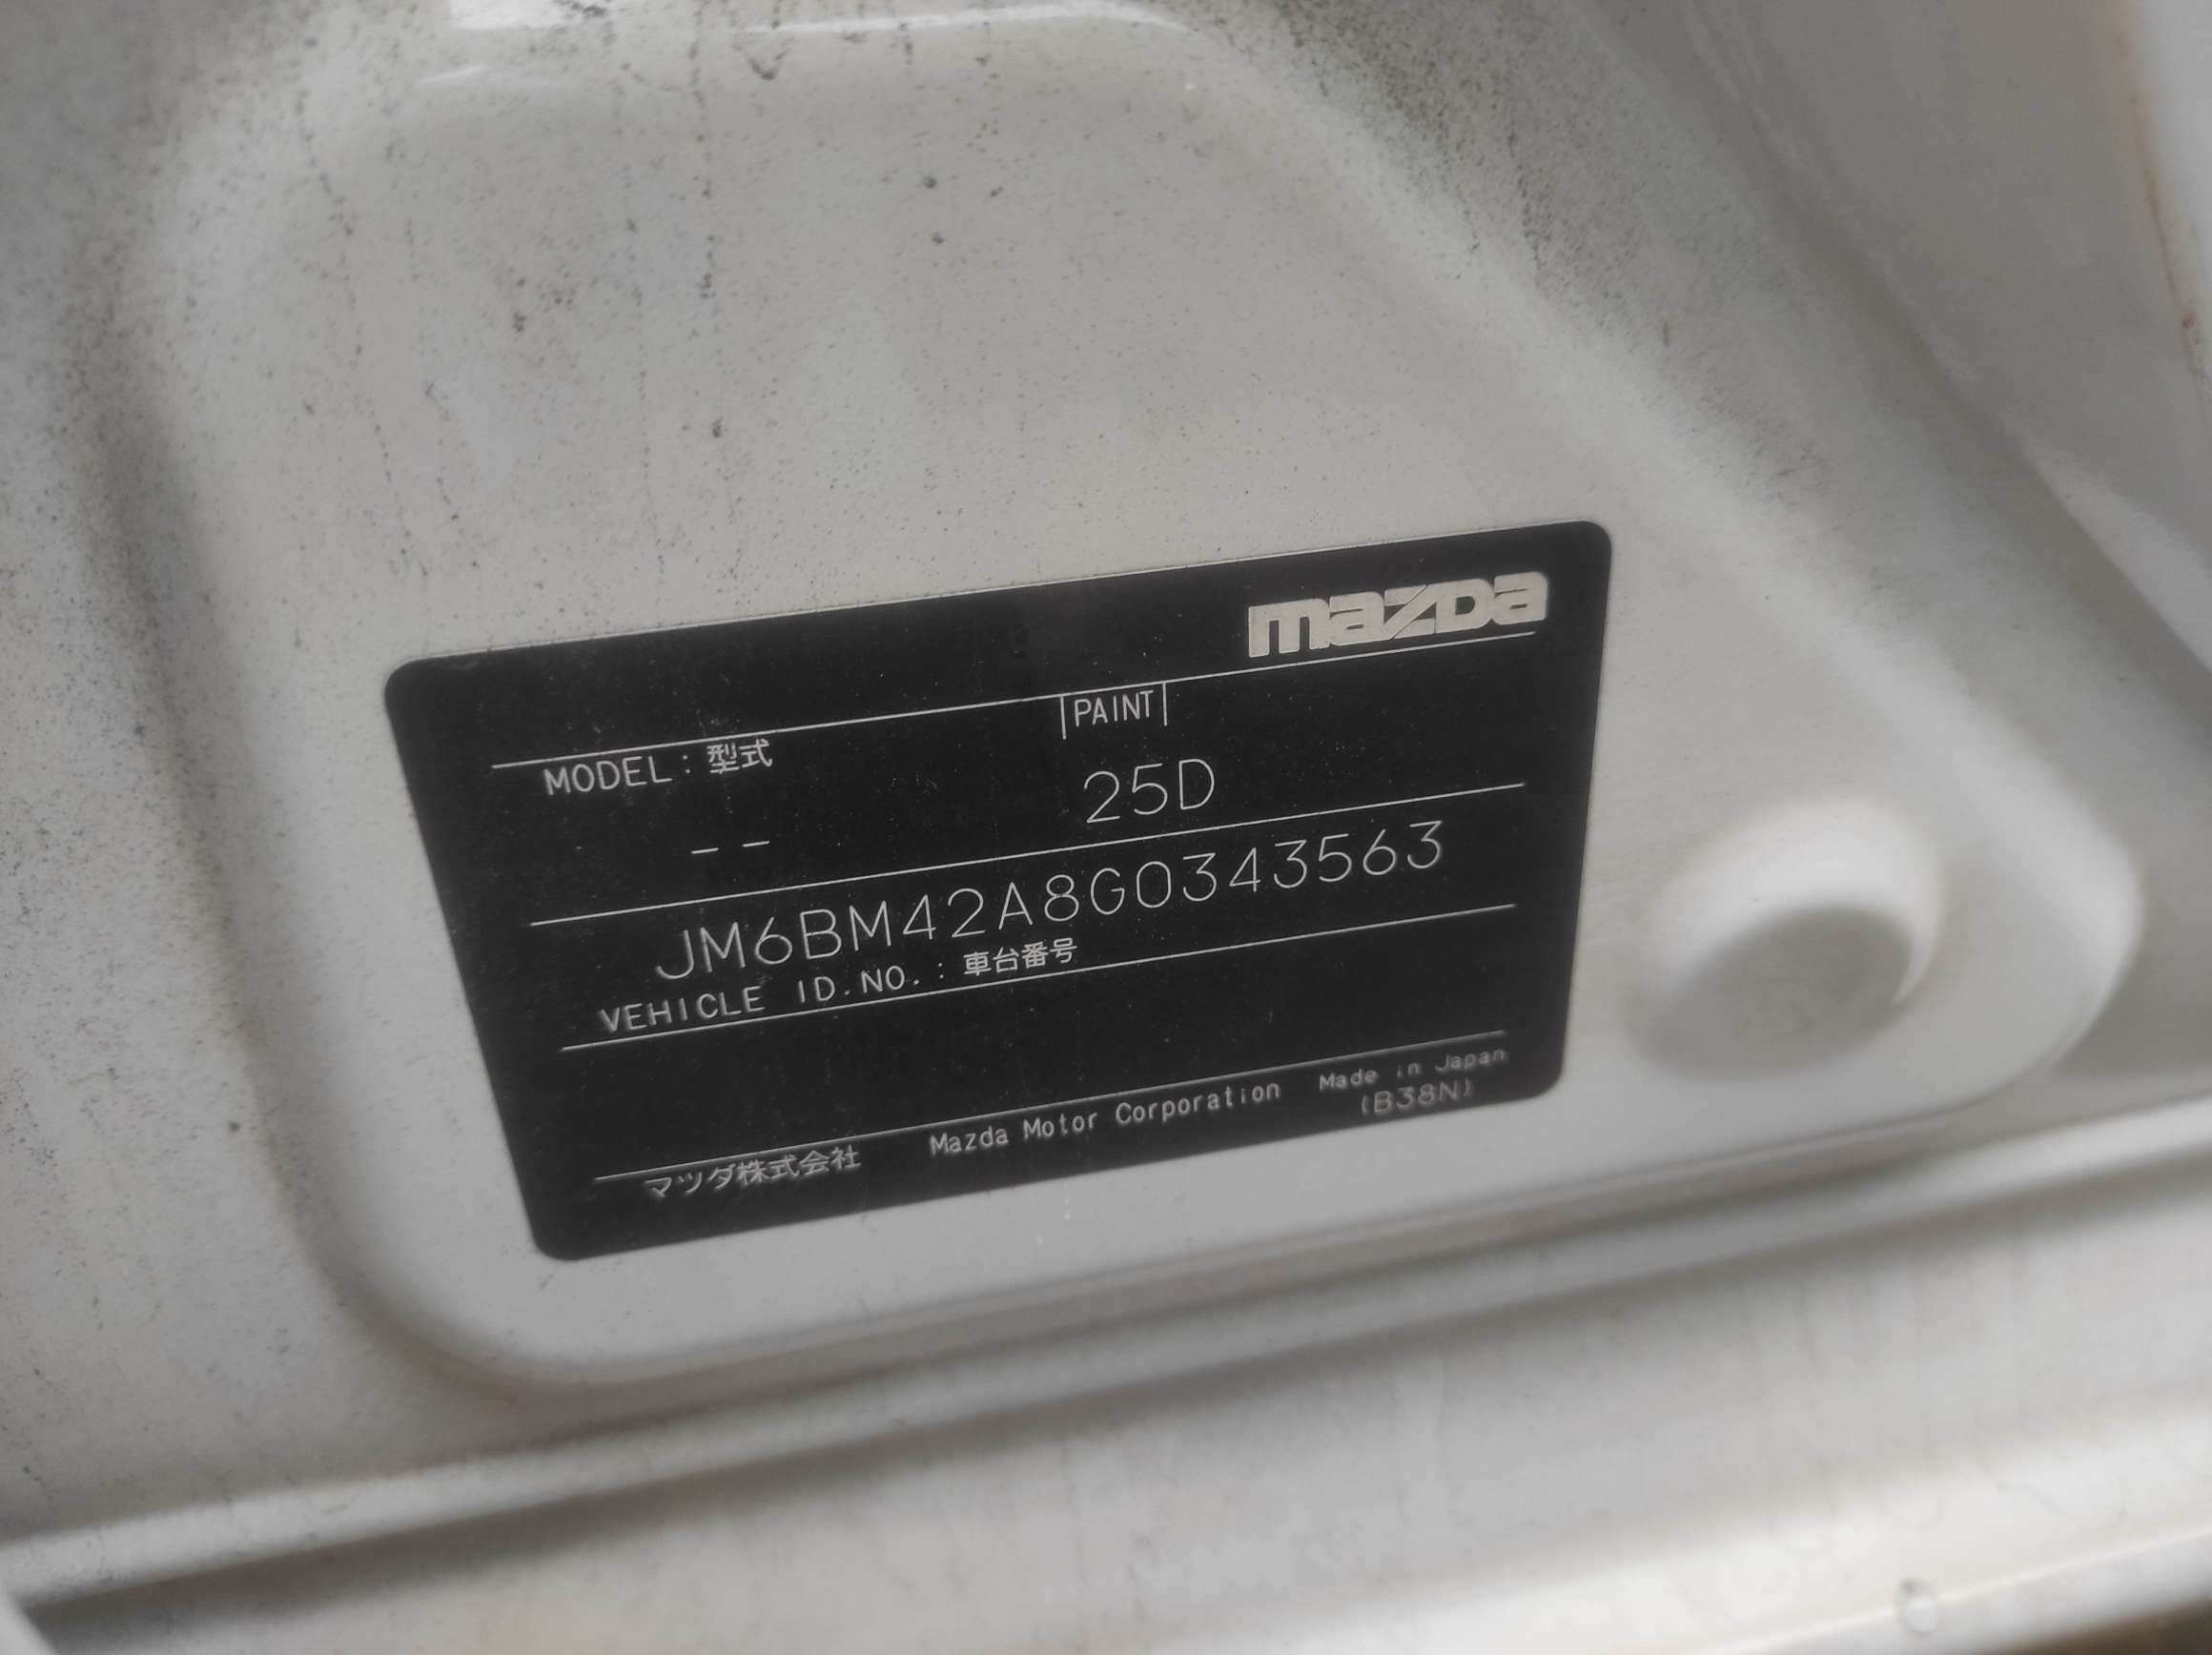 mazda
MODEL: 型式 PAINT
-- 25D
JM6BM42A8G0343563
VEHICLE ID.NO.: 車台番号
マツダ株式会社 Mazda Motor Corporation Made in Japan
(B38N)